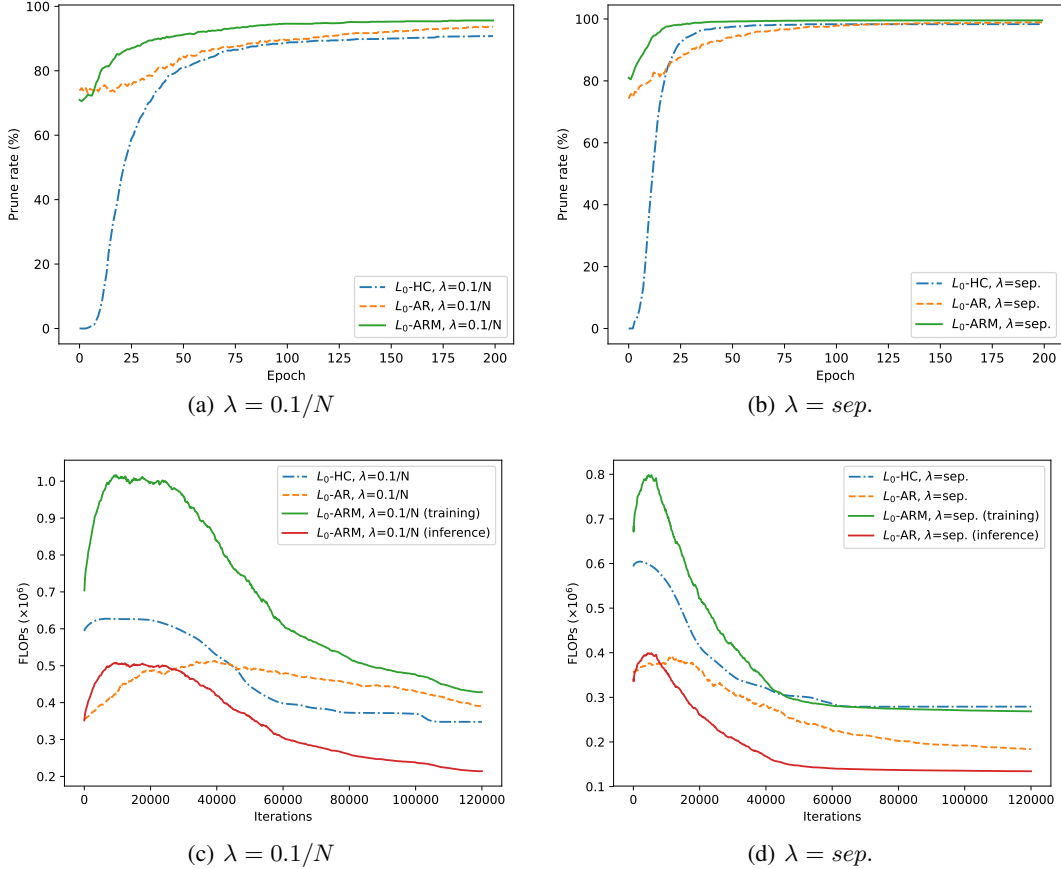 100
80
60
40
20
0
Prune rate (%)
L₀-HC, λ=0.1/N
L₀-AR, λ=0.1/N
L₀-ARM, λ=0.1/N
0 25 50 75 100 125 150 175 200
Epoch
(a) λ = 0.1/N
100
80
60
40
20
0
Prune rate (%)
L₀-HC, λ=sep.
L₀-AR, λ=sep.
L₀-ARM, λ=sep.
0 25 50 75 100 125 150 175 200
Epoch
(b) λ = sep.
1.0
0.9
0.8
0.7
0.6
0.5
0.4
0.3
0.2
FLOPs (×10⁶)
L₀-HC, λ=0.1/N
L₀-AR, λ=0.1/N
L₀-ARM, λ=0.1/N (training)
L₀-ARM, λ=0.1/N (inference)
0 20000 40000 60000 80000 100000 120000
Iterations
(c) λ = 0.1/N
0.8
0.7
0.6
0.5
0.4
0.3
0.2
0.1
FLOPs (×10⁶)
L₀-HC, λ=sep.
L₀-AR, λ=sep.
L₀-ARM, λ=sep. (training)
L₀-AR, λ=sep. (inference)
0 20000 40000 60000 80000 100000 120000
Iterations
(d) λ = sep.